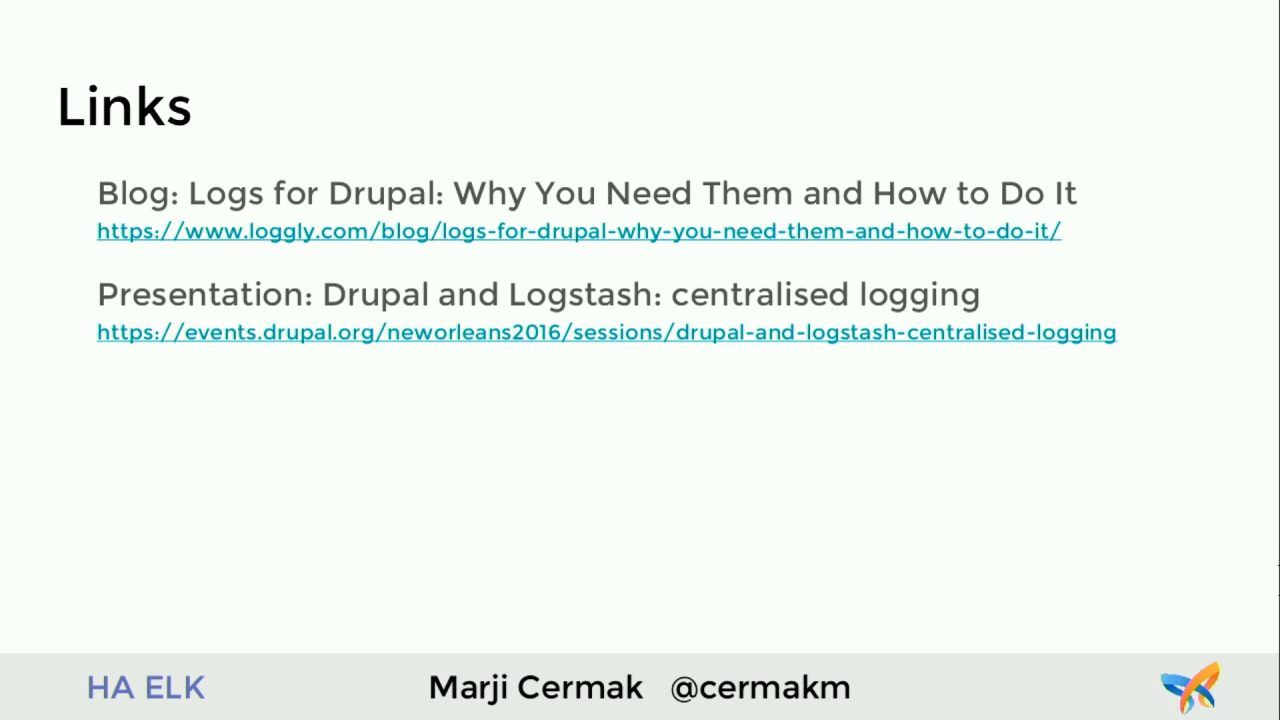 Links
Blog: Logs for Drupal: Why You Need Them and How to Do It
https://www.loggly.com/blog/logs-for-drupal-why-you-need-them-and-how-to-do-it/
Presentation: Drupal and Logstash: centralised logging
https://events.drupal.org/neworleans2016/sessions/drupal-and-logstash-centralised-logging
HA ELK Marji Cermak @cermakm